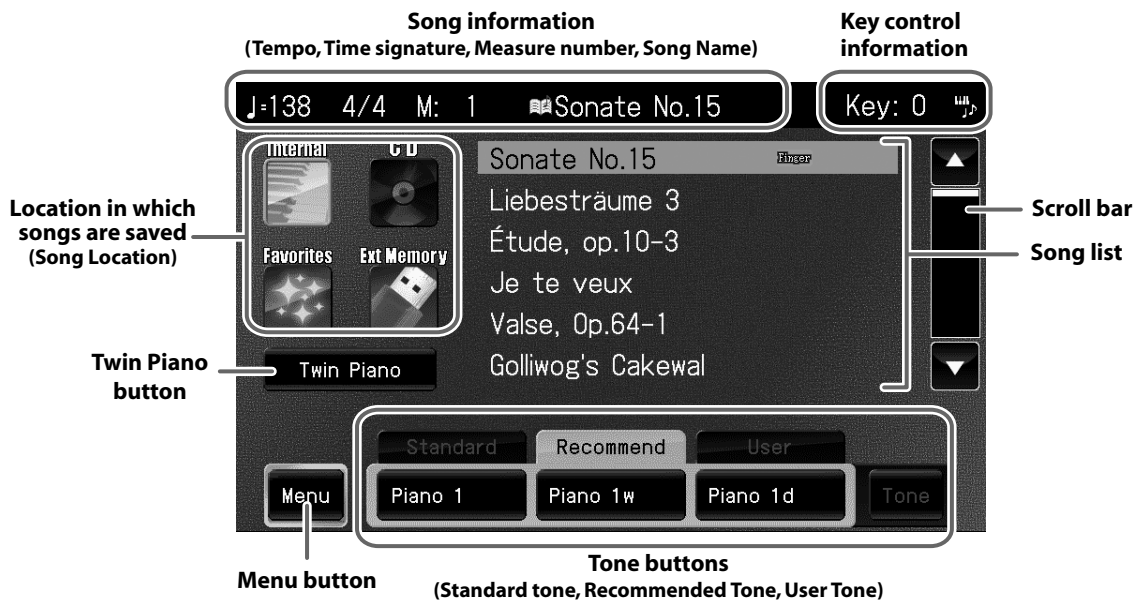 Song information
(Tempo, Time signature, Measure number, Song Name)
Key control
information
♩=138 4/4 M: 1 Sonate No.15
Key: 0
Internal
CD
Favorites
Ext Memory
Location in which
songs are saved
(Song Location)
Sonate No.15 Finger
Liebesträume 3
Étude, op.10-3
Je te veux
Valse, Op.64-1
Golliwog's Cakewal
Scroll bar
Song list
Twin Piano
button
Twin Piano
Standard
Recommend
User
Menu
Piano 1
Piano 1w
Piano 1d
Tone
Menu button
Tone buttons
(Standard tone, Recommended Tone, User Tone)